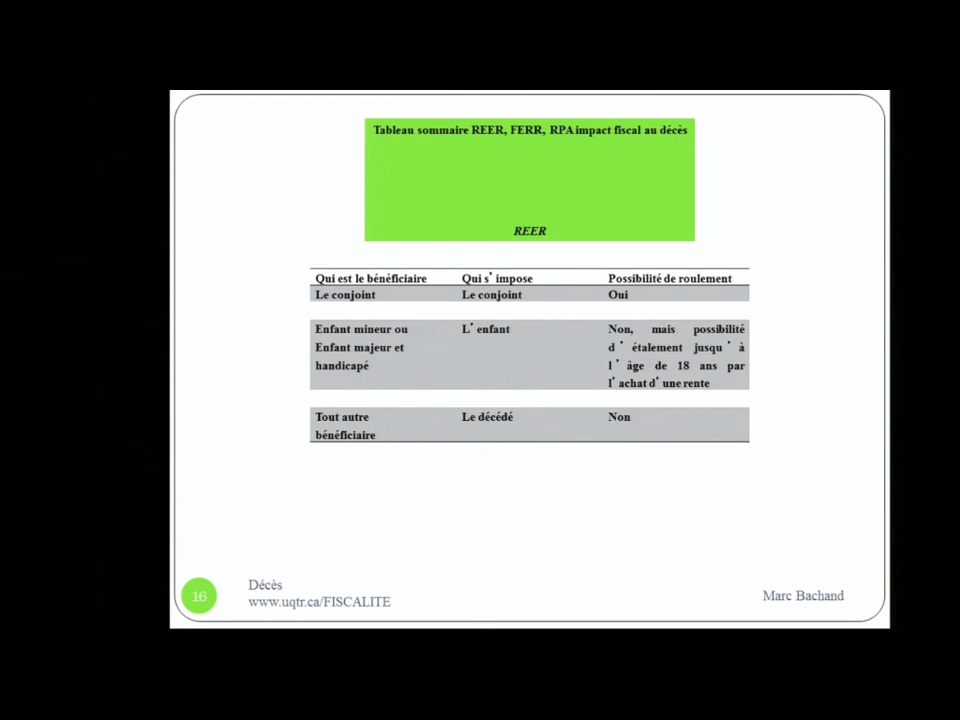 Tableau sommaire REER, FERR, RPA impact fiscal au décès
REER
Qui est le bénéficiaire Qui s’ impose Possibilité de roulement
Le conjoint Le conjoint Oui
Enfant mineur ou L’ enfant Non, mais possibilité
Enfant majeur et d ’ étalement jusqu ’ à
handicapé l ’ âge de 18 ans par
l’ achat d’ une rente
Tout autre Le décédé Non
bénéficiaire
16
Décès
www.uqtr.ca/FISCALITE
Marc Bachand